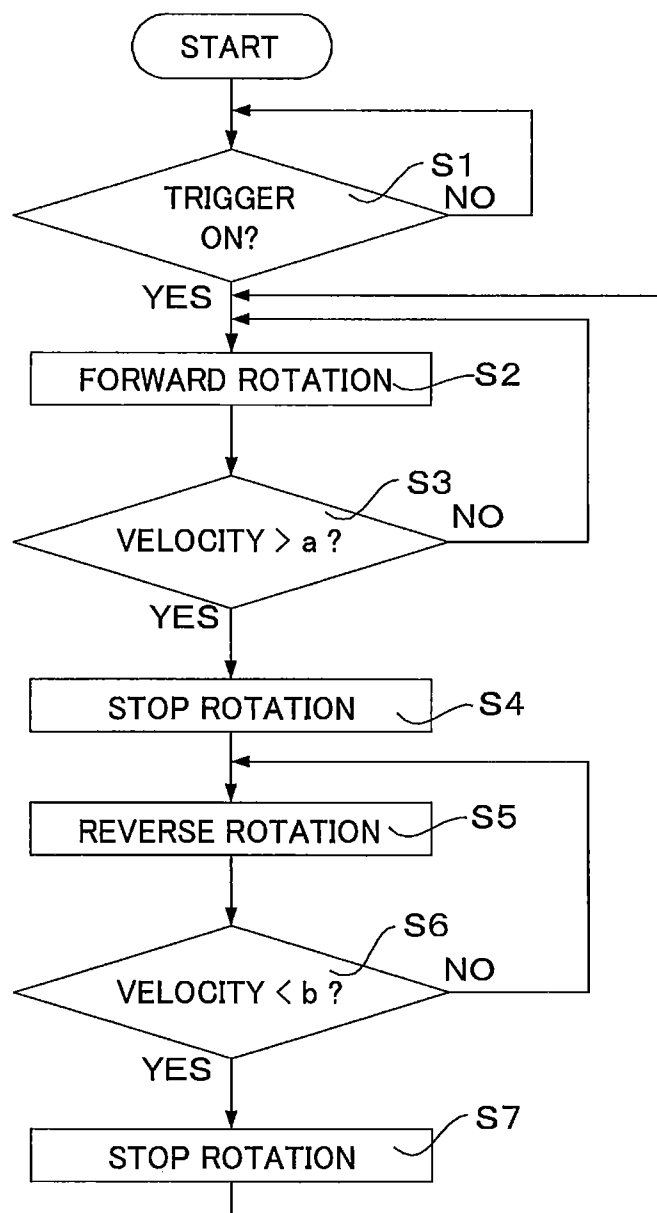 START
S1
TRIGGER
ON?
NO
YES
FORWARD ROTATION
S2
S3
NO
VELOCITY > a ?
YES
STOP ROTATION
S4
REVERSE ROTATION
S5
S6
NO
VELOCITY < b ?
YES
S7
STOP ROTATION